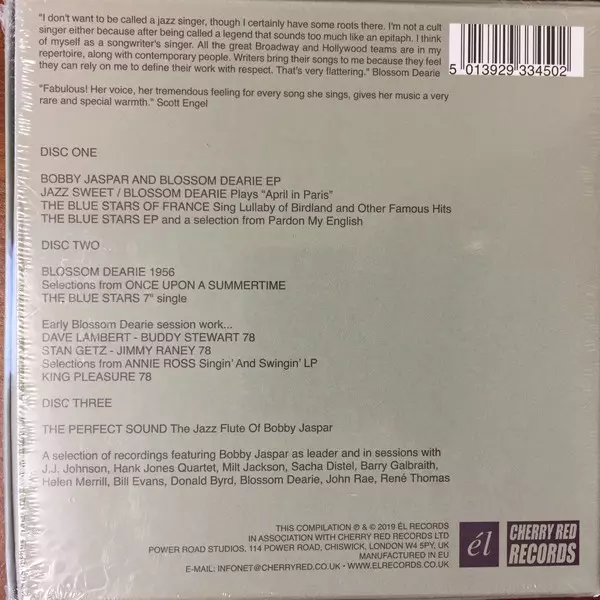 "I don't want to be called a jazz singer, though I certainly have some roots there. I'm not a cult
singer either because after being called a legend that sounds too much like an epitaph. I think
of myself as a songwriter's singer. All the great Broadway and Hollywood teams are in my
repertoire, along with contemporary people. Writers bring their songs to me because they feel
they can rely on me to define their work with respect. That's very flattering." Blossom Dearie
5 013929 334502
"Fabulous! Her voice, her tremendous feeling for every song she sings, gives her music a very
rare and special warmth." Scott Engel
DISC ONE
BOBBY JASPAR AND BLOSSOM DEARIE EP
JAZZ SWEET / BLOSSOM DEARIE Plays "April in Paris"
THE BLUE STARS OF FRANCE Sing Lullaby of Birdland and Other Famous Hits
THE BLUE STARS EP and a selection from Pardon My English
DISC TWO
BLOSSOM DEARIE 1956
Selections from ONCE UPON A SUMMERTIME
THE BLUE STARS 7" single
Early Blossom Dearie session work...
DAVE LAMBERT - BUDDY STEWART 78
STAN GETZ - JIMMY RANEY 78
Selections from ANNIE ROSS Singin' And Swingin' LP
KING PLEASURE 78
DISC THREE
THE PERFECT SOUND The Jazz Flute Of Bobby Jaspar
A selection of recordings featuring Bobby Jaspar as leader and in sessions with
J.J. Johnson, Hank Jones Quartet, Milt Jackson, Sacha Distel, Barry Galbraith,
Helen Merrill, Bill Evans, Donald Byrd, Blossom Dearie, John Rae, René Thomas
THIS COMPILATION ℗ & © 2019 ÉL RECORDS
IN ASSOCIATION WITH CHERRY RED RECORDS LTD
POWER ROAD STUDIOS, 114 POWER ROAD, CHISWICK, LONDON W4 5PY, UK
MANUFACTURED IN EU
E-MAIL: INFONET@CHERRYRED.CO.UK • WWW.ELRECORDS.CO.UK
él
CHERRY RED
RECORDS